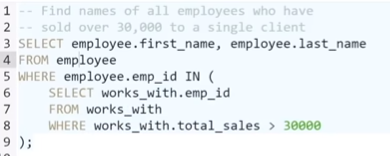 1 -- Find names of all employees who have
2 -- sold over 30,000 to a single client
3 SELECT employee.first_name, employee.last_name
4 FROM employee
5 WHERE employee.emp_id IN (
6 SELECT works_with.emp_id
7 FROM works_with
8 WHERE works_with.total_sales > 30000
9 );